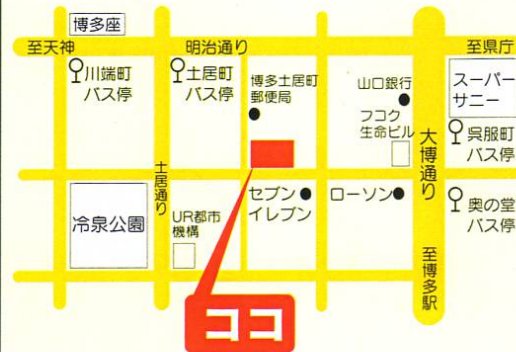 博多座
至天神
明治通り
至県庁
川端町
バス停
土居町
バス停
博多土居町
郵便局
山口銀行
フコク
生命ビル
スーパー
サニー
呉服町
バス停
大博通り
土居通り
冷泉公園
UR都市
機構
セブン
イレブン
ローソン
奥の堂
バス停
至博多駅
ココ